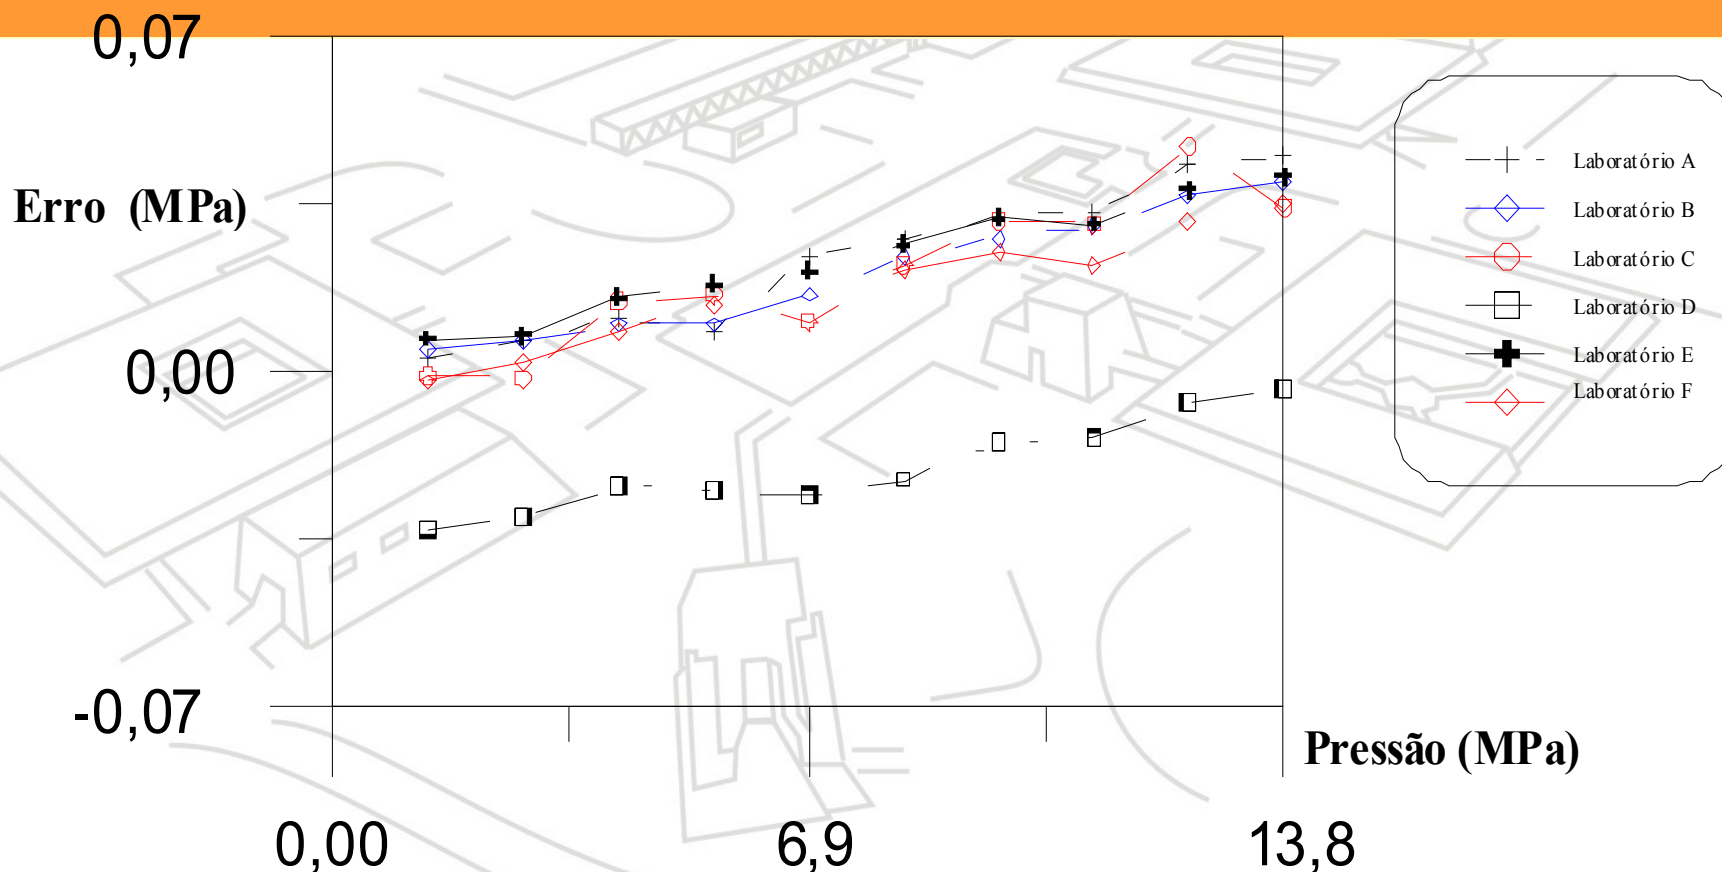 0,07
Erro (MPa)
0,00
-0,07
Laboratório A
Laboratório B
Laboratório C
Laboratório D
Laboratório E
Laboratório F
Pressão (MPa)
0,00 6,9 13,8